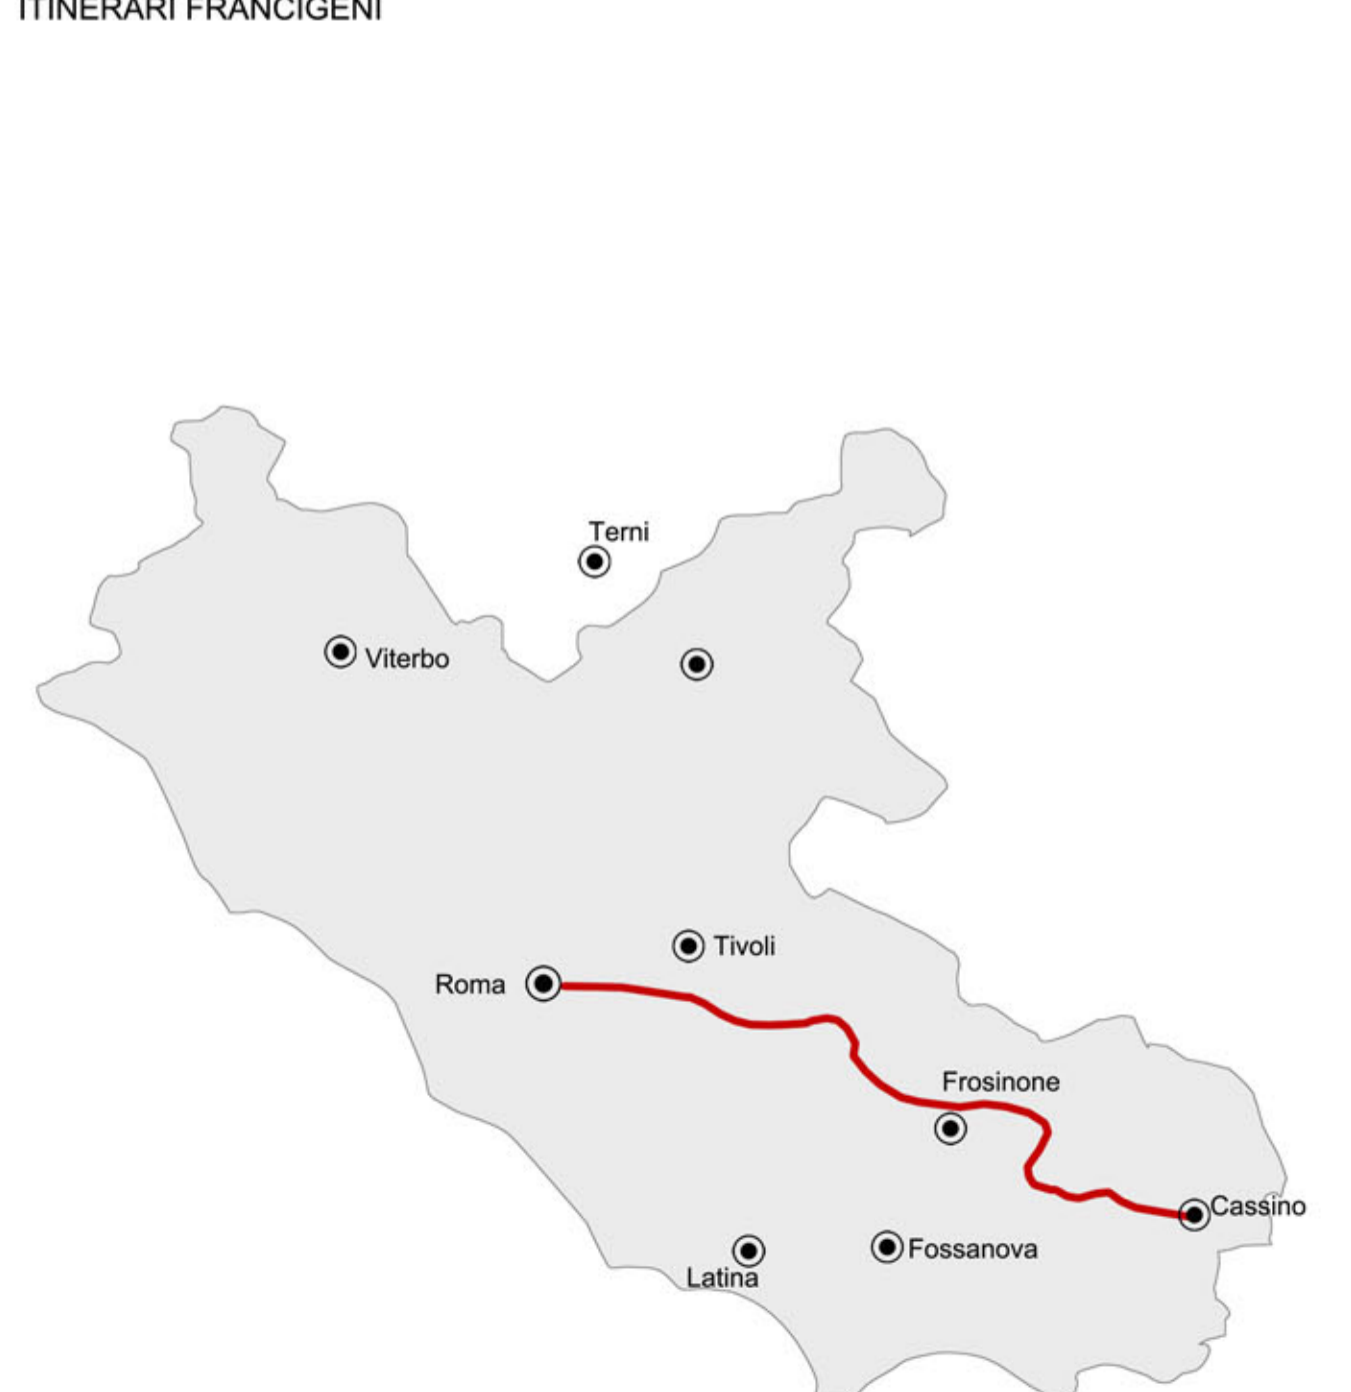 ITINERARI FRANCIGENI
Terni
Viterbo
Tivoli
Roma
Frosinone
Cassino
Fossanova
Latina